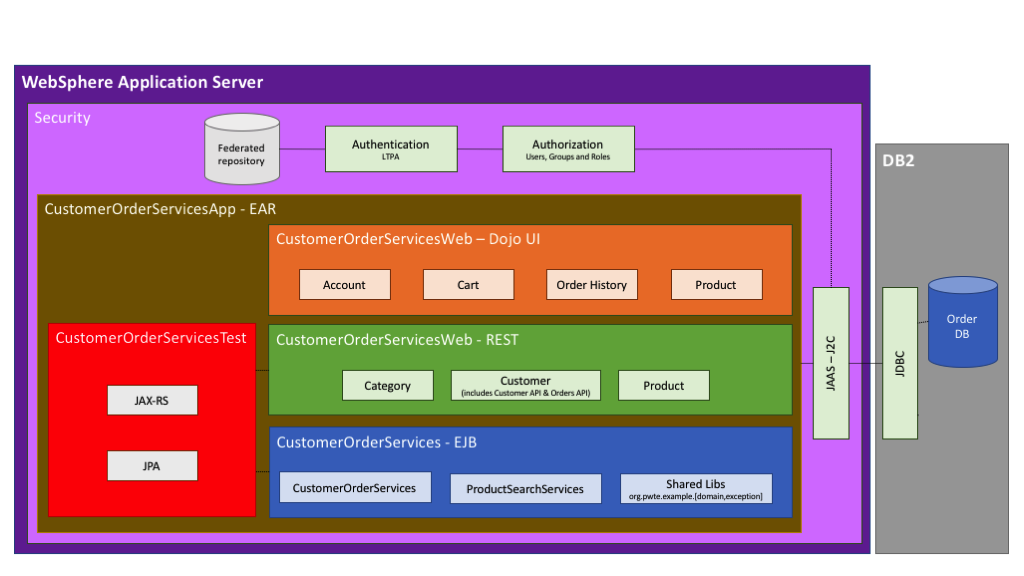 WebSphere Application Server
Security
Federated
repository
Authentication
LTPA
Authorization
Users, Groups and Roles
DB2
CustomerOrderServicesApp - EAR
CustomerOrderServicesWeb – Dojo UI
Account
Cart
Order History
Product
CustomerOrderServicesTest
JAX-RS
JPA
CustomerOrderServicesWeb - REST
Category
Customer
(includes Customer API & Orders API)
Product
CustomerOrderServices - EJB
CustomerOrderServices
ProductSearchServices
Shared Libs
org.pwte.example.[domain,exception]
JAAS – J2C
JDBC
Order
DB